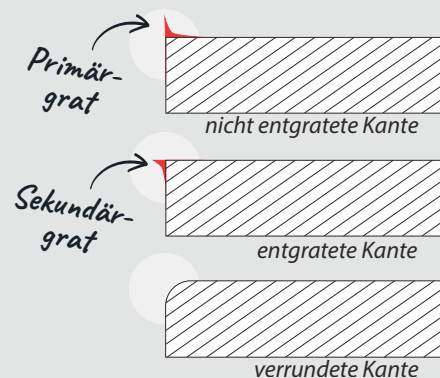 Primär-
grat
nicht entgratete Kante
Sekundär-
grat
entgratete Kante
verrundete Kante